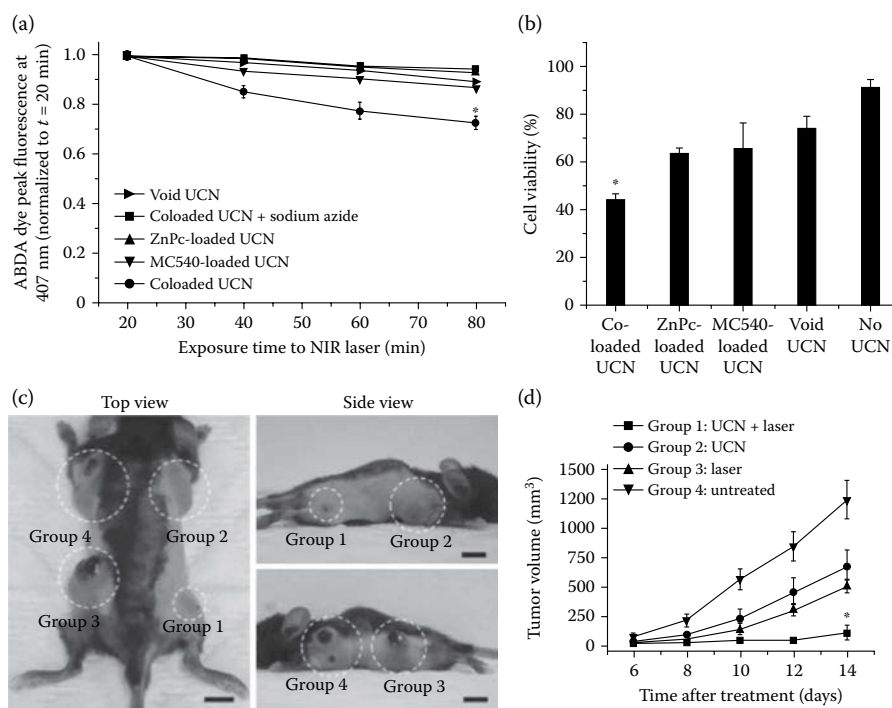 (a)
ABDA dye peak fluorescence at
407 nm (normalized to t = 20 min)
1.0
0.8
0.6
0.4
0.2
0
Void UCN
Coloaded UCN + sodium azide
ZnPc-loaded UCN
MC540-loaded UCN
Coloaded UCN
*
20 30 40 50 60 70 80
Exposure time to NIR laser (min)
(b)
Cell viability (%)
100
80
60
40
20
0
*
Co-
loaded
UCN
ZnPc-
loaded
UCN
MC540-
loaded
UCN
Void
UCN
No
UCN
(c)
Top view
Group 4
Group 2
Group 3
Group 1
Side view
Group 1
Group 2
Group 4
Group 3
(d)
Group 1: UCN + laser
Group 2: UCN
Group 3: laser
Group 4: untreated
Tumor volume (mm³)
1500
1200
1000
750
500
250
0
*
6 8 10 12 14
Time after treatment (days)